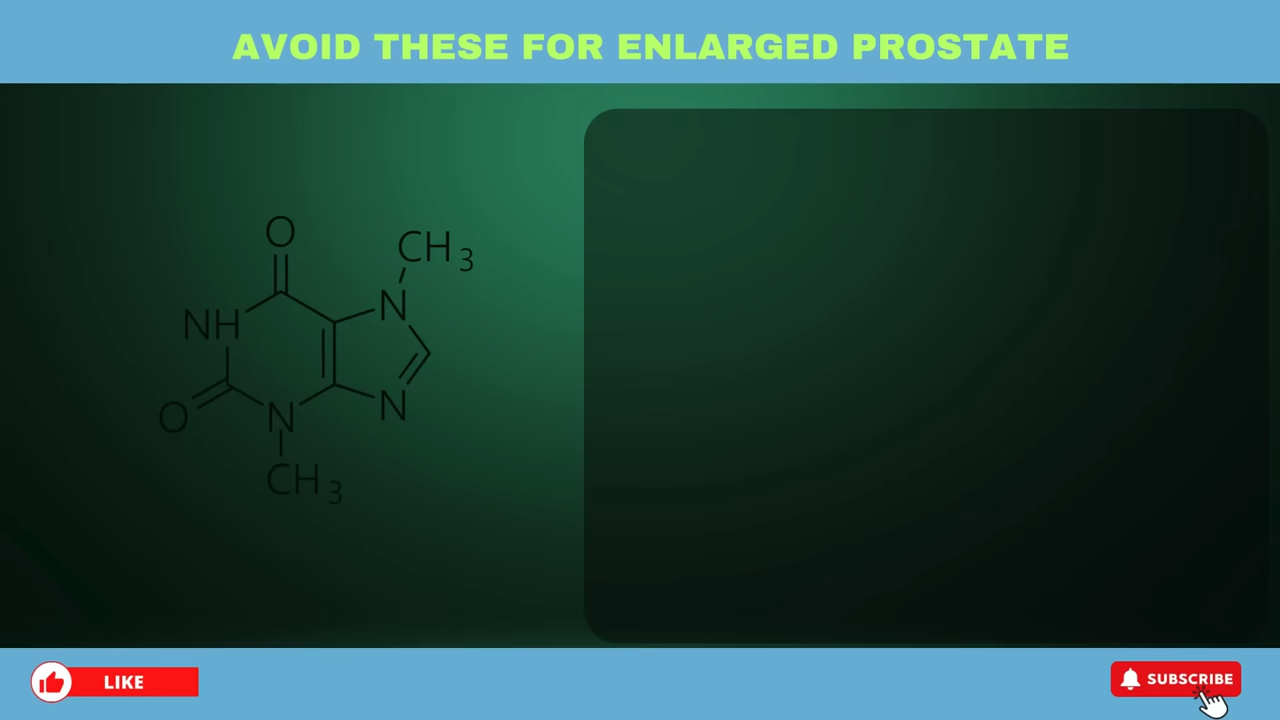 AVOID THESE FOR ENLARGED PROSTATE
O
CH3
N
NH
N
O
N
CH3
LIKE
SUBSCRIBE